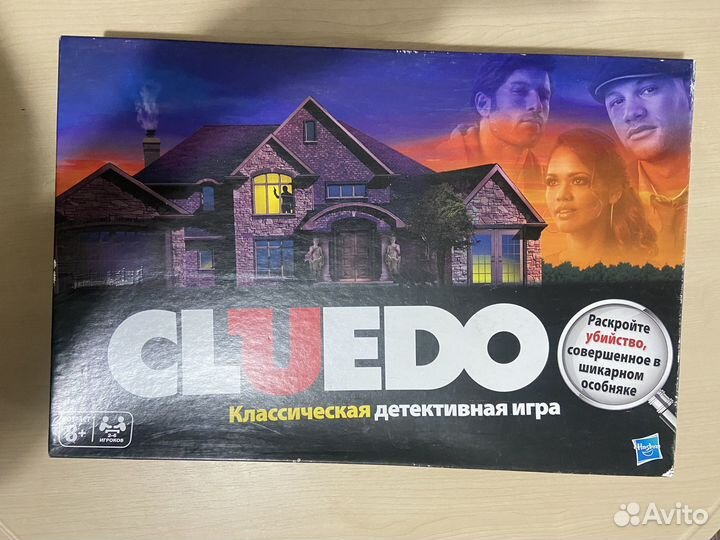 CLUEDO
Классическая детективная игра
Раскройте
убийство,
совершенное в
шикарном
особняке
8+
ИГРОКОВ
Hasbro
Avito